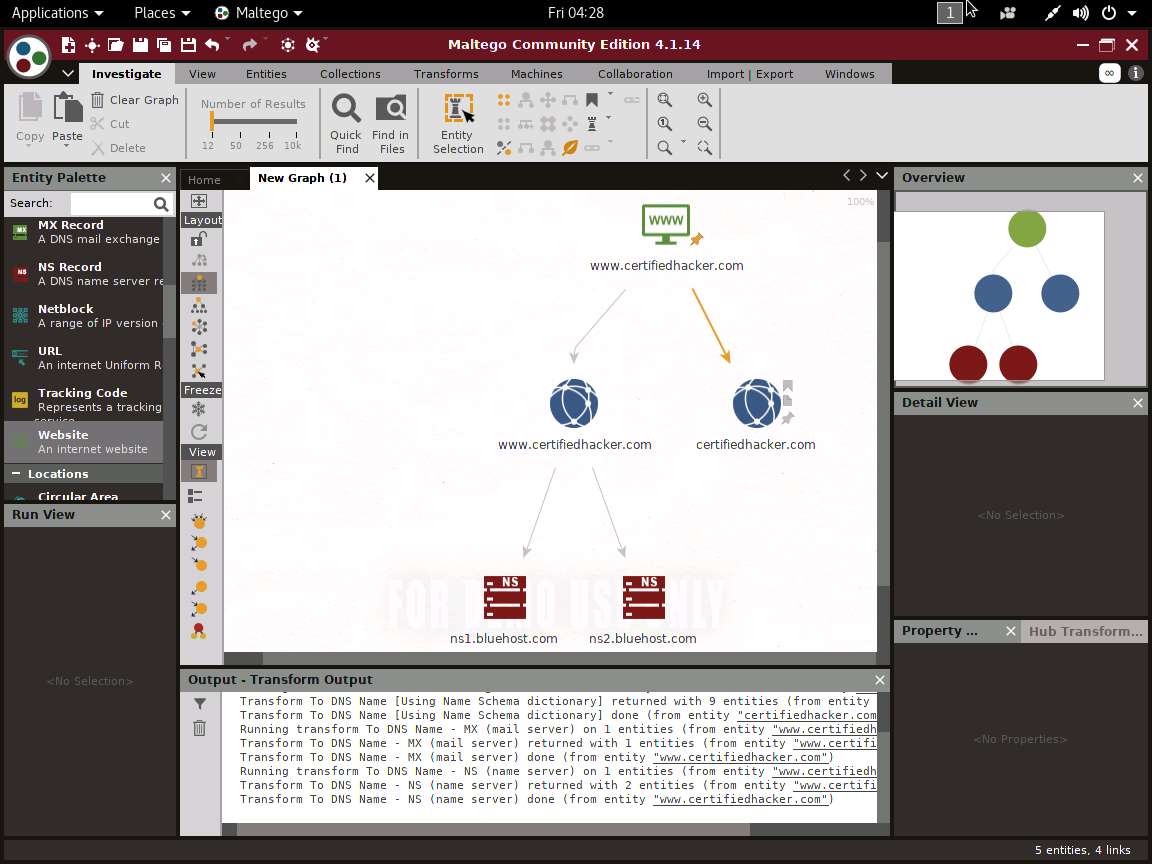 Applications Places Maltego Fri 04:28 1
Maltego Community Edition 4.1.14
Investigate View Entities Collections Transforms Machines Collaboration Import | Export Windows
Copy Paste Clear Graph Cut Delete
Number of Results
12 50 256 10k
Quick Find
Find in Files
Entity Selection
Entity Palette
Search:
MX Record
A DNS mail exchange
NS Record
A DNS name server re
Netblock
A range of IP version
URL
An internet Uniform R
Tracking Code
Represents a tracking
service
Website
An internet website
Locations
Circular Area
Run View
<No Selection>
Home New Graph (1)
Layout
Freeze
View
100%
WWW
www.certifiedhacker.com
www.certifiedhacker.com
certifiedhacker.com
FOR DEMO USE ONLY
NS
NS
ns1.bluehost.com
ns2.bluehost.com
Output - Transform Output
Transform To DNS Name [Using Name Schema dictionary] returned with 9 entities (from entity
Transform To DNS Name [Using Name Schema dictionary] done (from entity "certifiedhacker.com
Running transform To DNS Name - MX (mail server) on 1 entities (from entity "www.certifiedh
Transform To DNS Name - MX (mail server) returned with 1 entities (from entity "www.certifi
Transform To DNS Name - MX (mail server) done (from entity "www.certifiedhacker.com")
Running transform To DNS Name - NS (name server) on 1 entities (from entity "www.certifiedh
Transform To DNS Name - NS (name server) returned with 2 entities (from entity "www.certifi
Transform To DNS Name - NS (name server) done (from entity "www.certifiedhacker.com")
Overview
Detail View
<No Selection>
Property ... Hub Transform...
<No Properties>
5 entities, 4 links